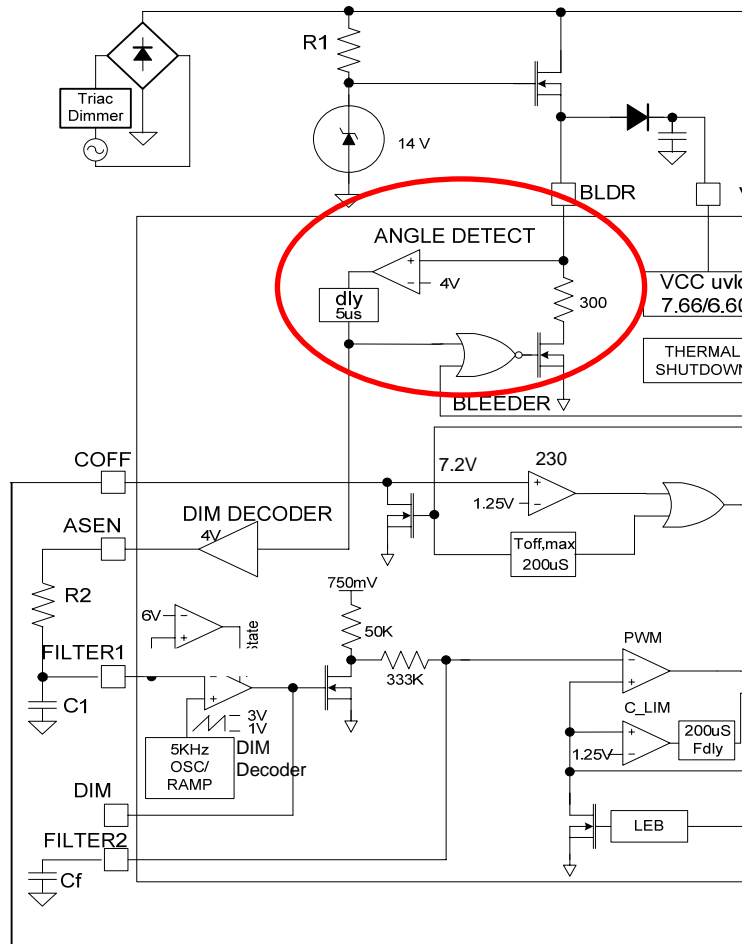 R1
Triac
Dimmer
14 V
BLDR
ANGLE DETECT
+
−
4V
dly
5us
300
VCC uvlo
7.66/6.60
THERMAL
SHUTDOWN
BLEEDER
COFF
7.2V
230
+
−
1.25V
ASEN
DIM DECODER
4V
Toff,max
200uS
R2
750mV
50K
6V
−
+
State
FILTER1
333K
PWM
−
+
C1
−
+
3V
1V
5KHz
OSC/
RAMP
DIM
Decoder
C_LIM
+
−
1.25V
200uS
Fdly
DIM
LEB
FILTER2
Cf